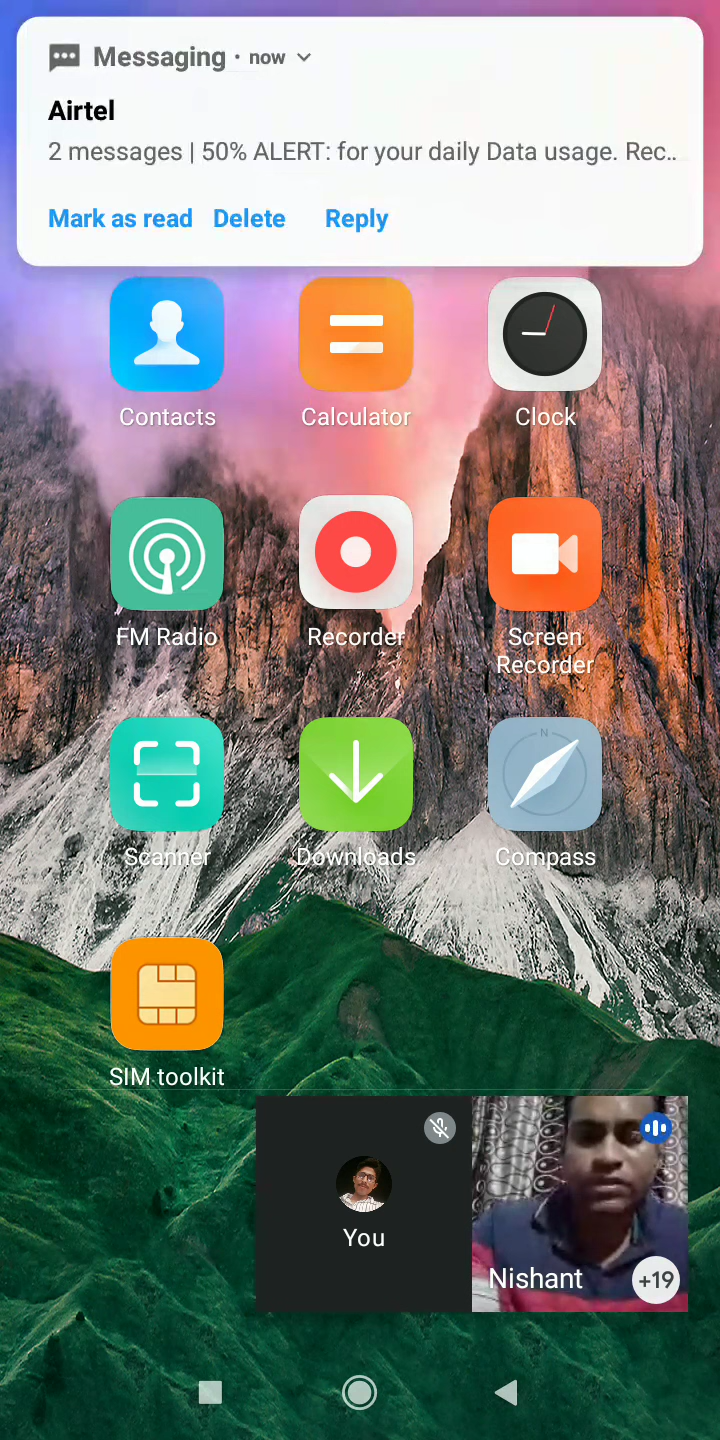 Messaging · now
Airtel
2 messages | 50% ALERT: for your daily Data usage. Rec..
Mark as read Delete Reply
Contacts Calculator Clock
FM Radio Recorder Screen
Recorder
N
Scanner Downloads Compass
SIM toolkit
You
Nishant +19